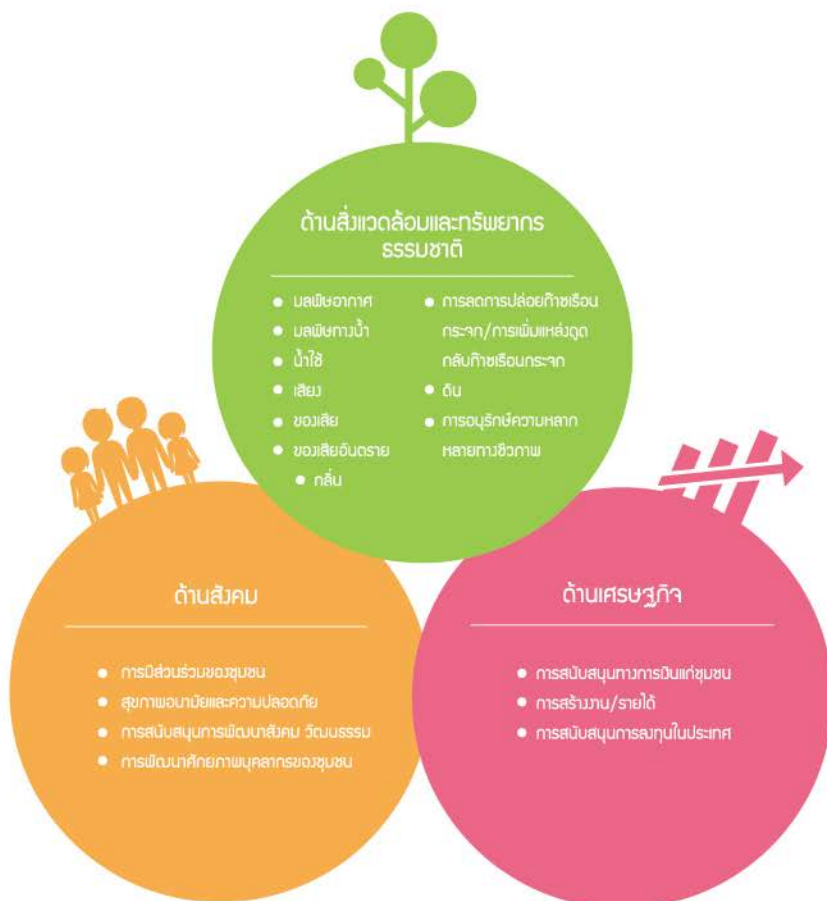 ด้านสิ่งแวดล้อมและทรัพยากร
ธรรมชาติ
มลพิษอากาศ
มลพิษทางน้ำ
น้ำใช้
เสียง
ของเสีย
ของเสียอันตราย
กลิ่น
การลดการปล่อยก๊าซเรือน
กระจก/การเพิ่มแหล่งดูด
กลับก๊าซเรือนกระจก
ดิน
การอนุรักษ์ความหลาก
หลายทางชีวภาพ
ด้านสังคม
การมีส่วนร่วมของชุมชน
สุขภาพอนามัยและความปลอดภัย
การสนับสนุนการพัฒนาสังคม วัฒนธรรม
การพัฒนาศักยภาพบุคลากรของชุมชน
ด้านเศรษฐกิจ
การสนับสนุนทางการเงินแก่ชุมชน
การสร้างงาน/รายได้
การสนับสนุนการลงทุนในประเทศ